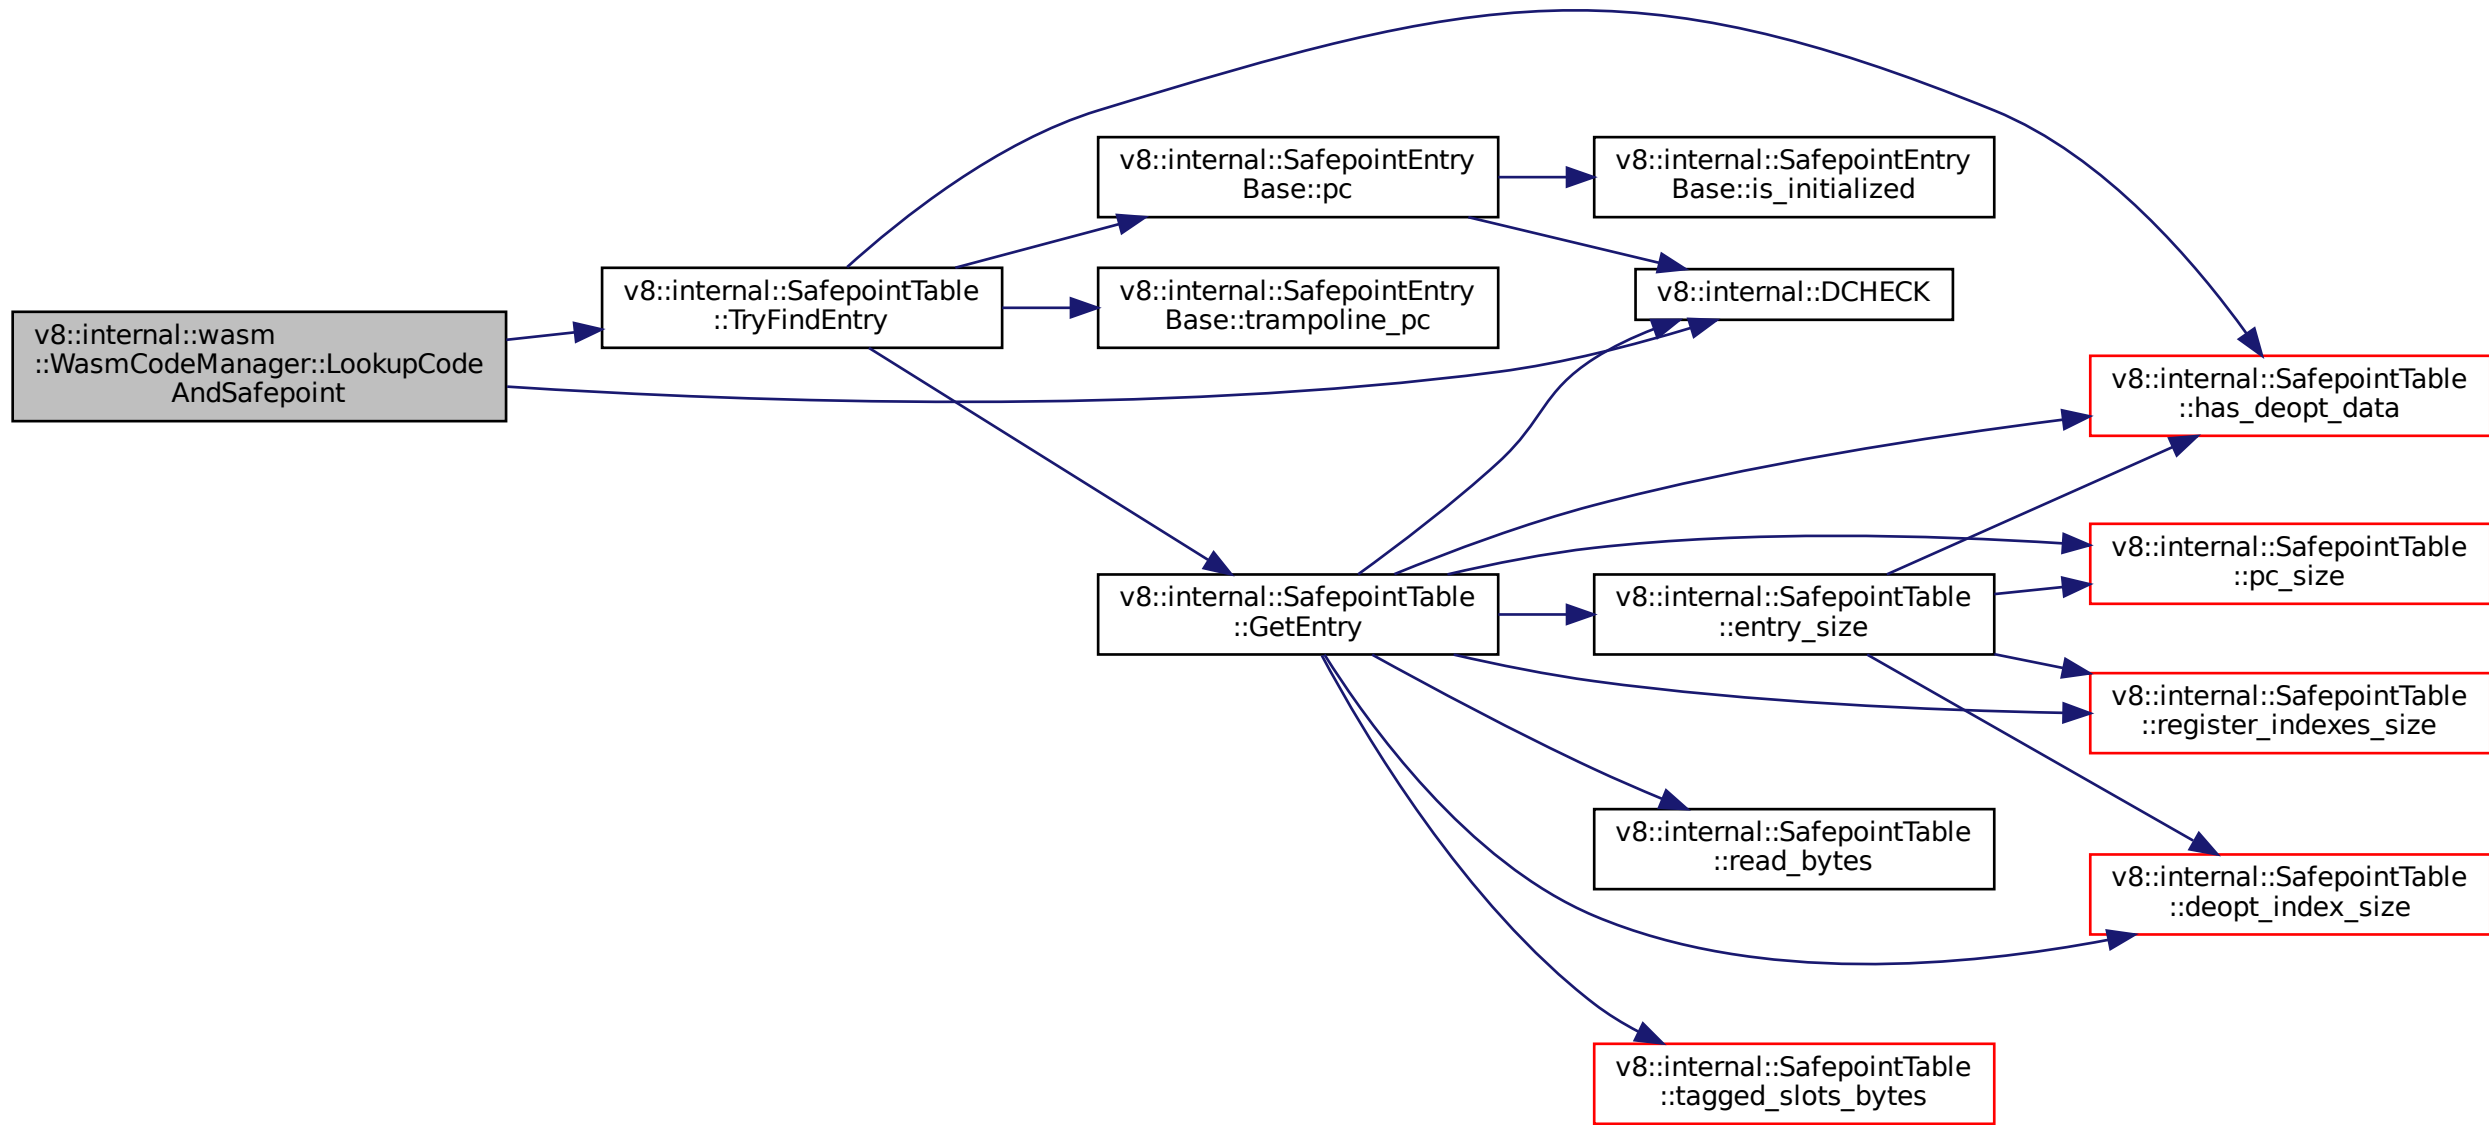 v8::internal::wasm
::WasmCodeManager::LookupCode
AndSafepoint
v8::internal::SafepointTable
::TryFindEntry
v8::internal::SafepointEntry
Base::pc
v8::internal::SafepointEntry
Base::is_initialized
v8::internal::SafepointEntry
Base::trampoline_pc
v8::internal::DCHECK
v8::internal::SafepointTable
::has_deopt_data
v8::internal::SafepointTable
::GetEntry
v8::internal::SafepointTable
::entry_size
v8::internal::SafepointTable
::pc_size
v8::internal::SafepointTable
::register_indexes_size
v8::internal::SafepointTable
::read_bytes
v8::internal::SafepointTable
::deopt_index_size
v8::internal::SafepointTable
::tagged_slots_bytes